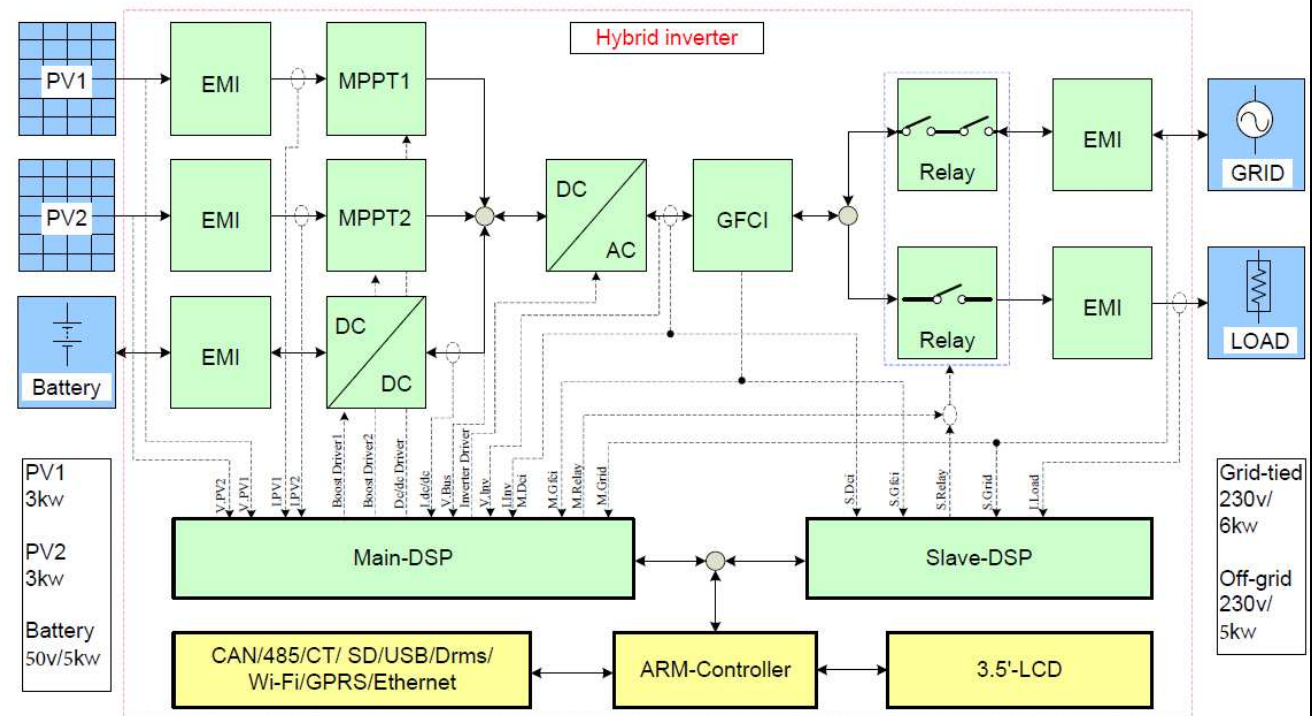 Hybrid inverter
PV1
EMI
MPPT1
Relay
EMI
GRID
PV2
EMI
MPPT2
DC
AC
GFCI
Battery
EMI
DC
DC
Relay
EMI
LOAD
V.PV2
V.PV1
I.PV1
I.PV2
Boost Driver1
Boost Driver2
Dc/dc Driver
I.dc/dc
V.Bus
Inverter Driver
V.Inv
I.Inv
M.Dci
M.Gfci
M.Relay
M.Grid
S.Dci
S.Gfci
S.Relay
S.Grid
I.Load
PV1
3kw
PV2
3kw
Battery
50v/5kw
Main-DSP
Slave-DSP
Grid-tied
230v/
6kw
Off-grid
230v/
5kw
CAN/485/CT/ SD/USB/Drms/
Wi-Fi/GPRS/Ethernet
ARM-Controller
3.5'-LCD